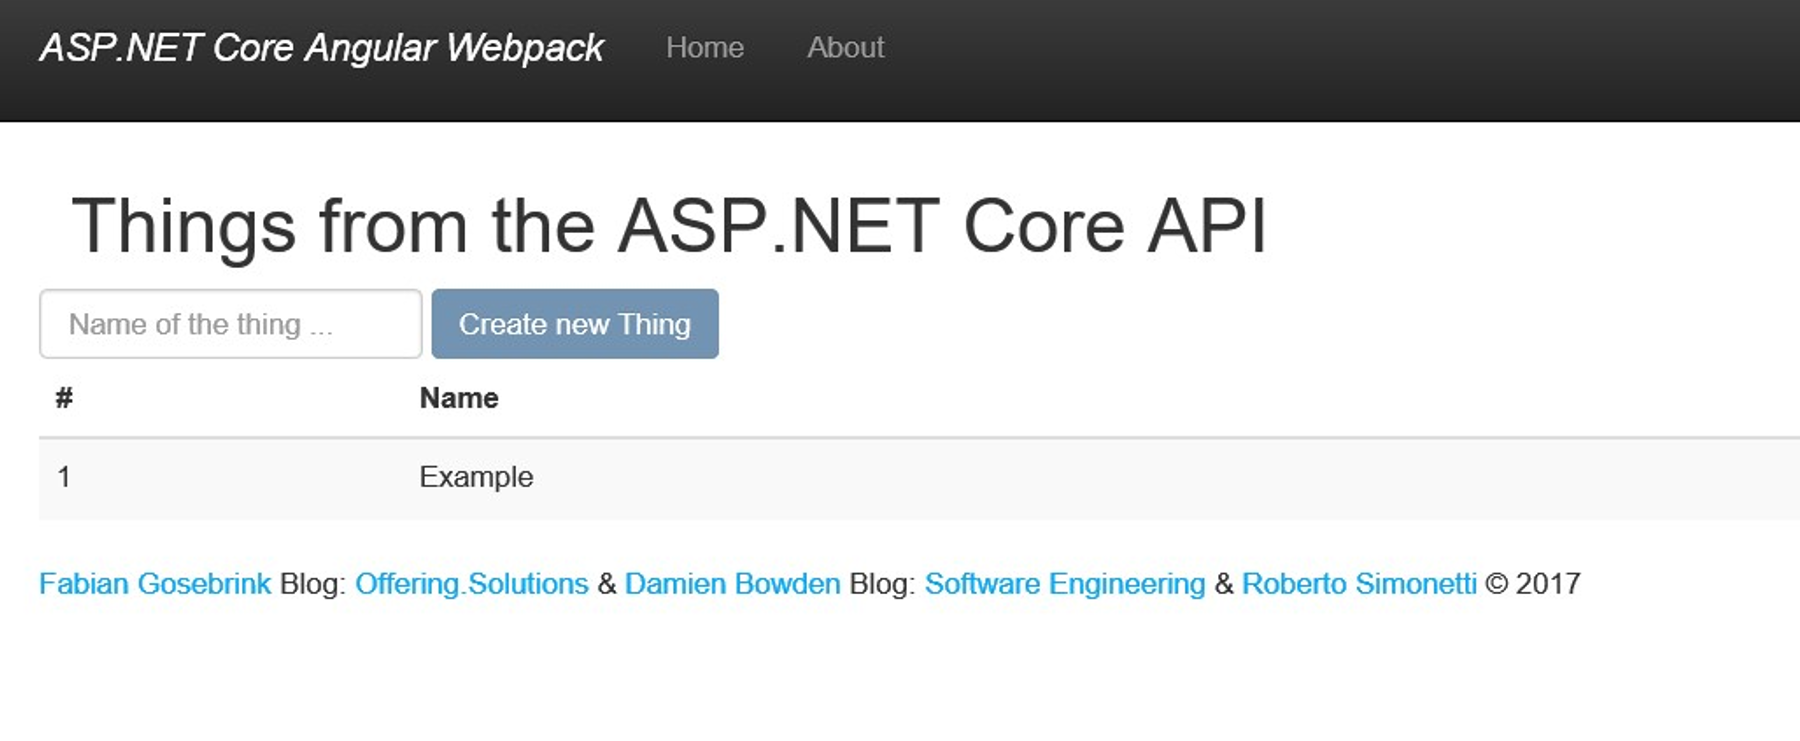 ASP.NET Core Angular Webpack Home About
Things from the ASP.NET Core API
Name of the thing ... Create new Thing
# Name
1 Example
Fabian Gosebrink Blog: Offering.Solutions & Damien Bowden Blog: Software Engineering & Roberto Simonetti © 2017